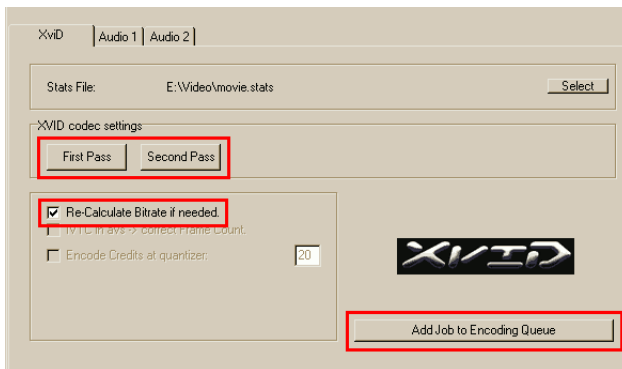 XviD Audio 1 Audio 2
Stats File: E:\Video\movie.stats Select
XVID codec settings
First Pass Second Pass
Re-Calculate Bitrate if needed.
IVTC in avs -> correct Frame Count.
Encode Credits at quantizer: 20
XVID
Add Job to Encoding Queue